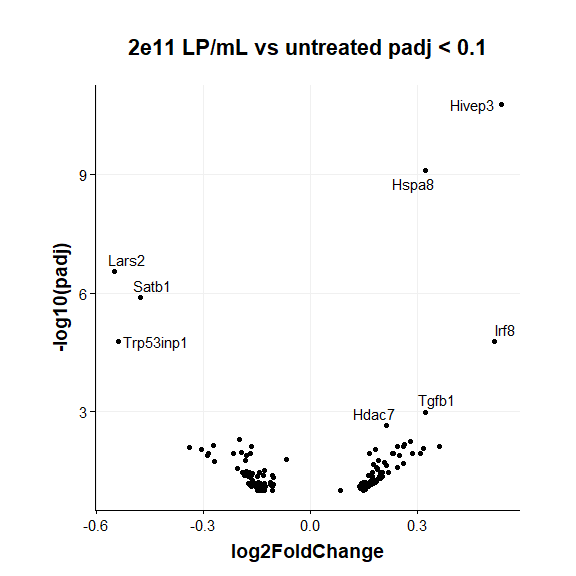 2e11 LP/mL vs untreated padj < 0.1
Hivep3
9
Hspa8
Lars2
Satb1
6
Irf8
Trp53inp1
Tgfb1
Hdac7
3
-log10(padj)
-0.6
-0.3
0.0
0.3
log2FoldChange